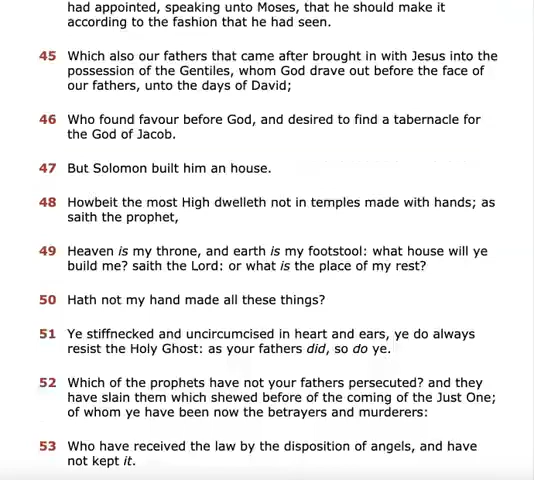 had appointed, speaking unto Moses, that he should make it
according to the fashion that he had seen.
45 Which also our fathers that came after brought in with Jesus into the
possession of the Gentiles, whom God drave out before the face of
our fathers, unto the days of David;
46 Who found favour before God, and desired to find a tabernacle for
the God of Jacob.
47 But Solomon built him an house.
48 Howbeit the most High dwelleth not in temples made with hands; as
saith the prophet,
49 Heaven is my throne, and earth is my footstool: what house will ye
build me? saith the Lord: or what is the place of my rest?
50 Hath not my hand made all these things?
51 Ye stiffnecked and uncircumcised in heart and ears, ye do always
resist the Holy Ghost: as your fathers did, so do ye.
52 Which of the prophets have not your fathers persecuted? and they
have slain them which shewed before of the coming of the Just One;
of whom ye have been now the betrayers and murderers:
53 Who have received the law by the disposition of angels, and have
not kept it.